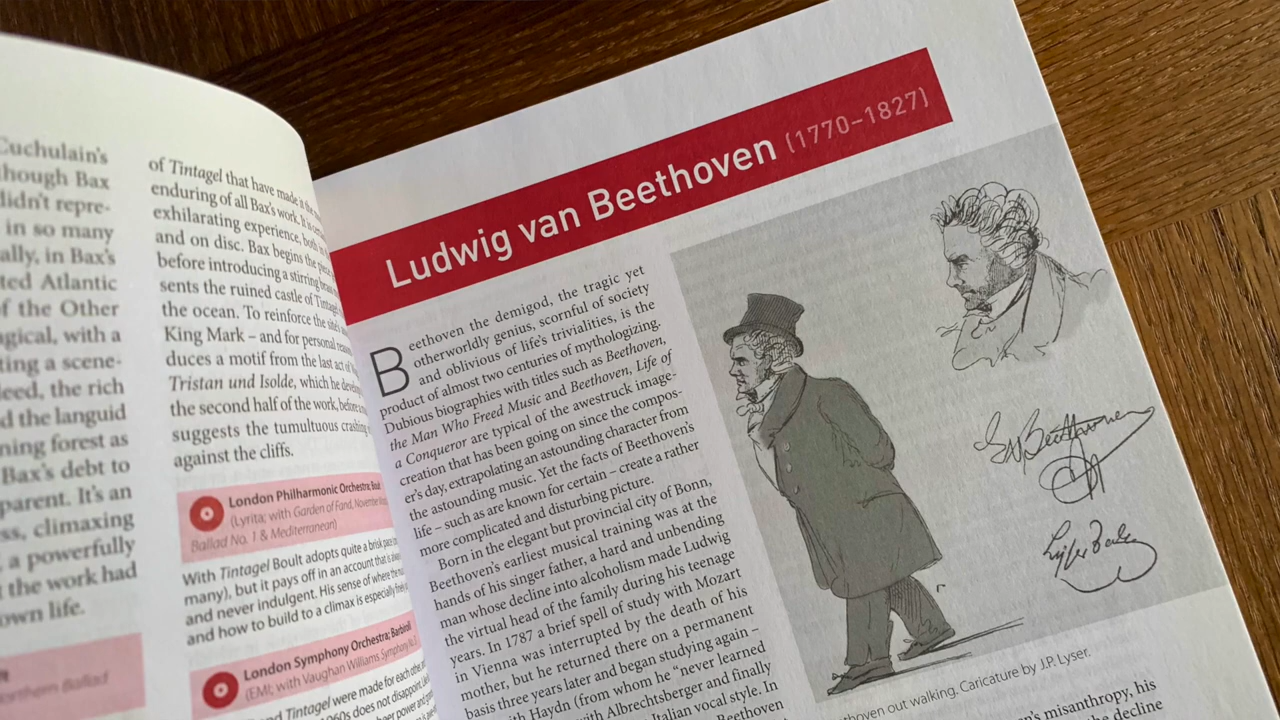 Cuchulain's
though Bax
didn't repre-
in so many
ally, in Bax's
ted Atlantic
of the Other
agical, with a
ting a scene-
deed, the rich
d the languid
ning forest as
Bax's debt to
parent. It's an
ss, climaxing
a powerfully
the work had
own life.
of Tintagel that have made it the most
enduring of all Bax's work. It is
exhilarating experience, both
and on disc. Bax begins the
before introducing a stirring
sents the ruined castle of
the ocean. To reinforce the
King Mark – and for personal
duces a motif from the last act of
Tristan und Isolde, which he
the second half of the work, before
suggests the tumultuous crashing
against the cliffs.
London Philharmonic Orchestra; Boult
(Lyrita; with Garden of Fand, November
Ballad No. 1 & Mediterranean)
With Tintagel Boult adopts quite a brisk
many), but it pays off in an account that is
and never indulgent. His sense of where the
and how to build to a climax is especially
London Symphony Orchestra; Barbirolli
(EMI; with Vaughan Williams Symphony
Tintagel were made for each other,
1960s does not disappoint.
Northern Ballad
Ludwig van Beethoven (1770–1827)
Beethoven the demigod, the tragic yet
otherworldly genius, scornful of society
and oblivious of life's trivialities, is the
product of almost two centuries of mythologizing.
Dubious biographies with titles such as Beethoven,
the Man Who Freed Music and Beethoven, Life of
a Conqueror are typical of the awestruck image-
creation that has been going on since the compos-
er's day, extrapolating an astounding character from
the astounding music. Yet the facts of Beethoven's
life – such as are known for certain – create a rather
more complicated and disturbing picture.
Born in the elegant but provincial city of Bonn,
Beethoven's earliest musical training was at the
hands of his singer father, a hard and unbending
man whose decline into alcoholism made Ludwig
the virtual head of the family during his teenage
years. In 1787 a brief spell of study with Mozart
in Vienna was interrupted by the death of his
mother, but he returned there on a permanent
basis three years later and began studying again –
with Haydn (from whom he "never learned
with Albrechtsberger and finally
Italian vocal style. In
Beethoven
Beethoven
Lyser
thoven out walking. Caricature by J.P. Lyser.
n's misanthropy, his
decline